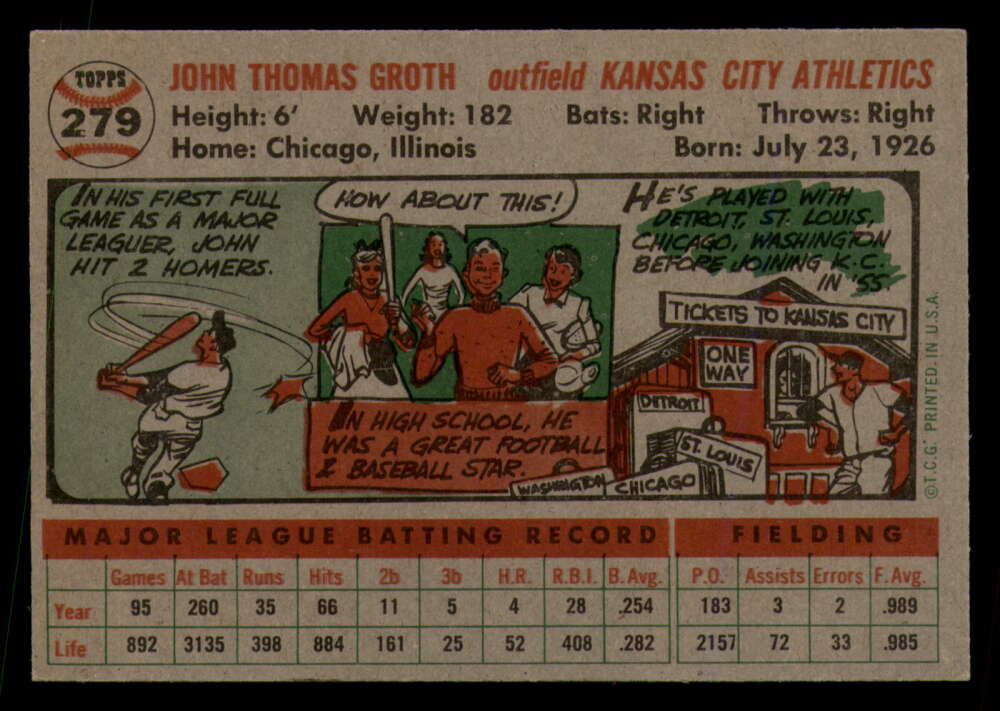 TOPPS
279
JOHN THOMAS GROTH outfield KANSAS CITY ATHLETICS
Height: 6' Weight: 182 Bats: Right Throws: Right
Home: Chicago, Illinois Born: July 23, 1926
IN HIS FIRST FULL
GAME AS A MAJOR
LEAGUER, JOHN
HIT 2 HOMERS.
HOW ABOUT THIS!
IN HIGH SCHOOL, HE
WAS A GREAT FOOTBALL
& BASEBALL STAR.
HE'S PLAYED WITH
DETROIT, ST. LOUIS,
CHICAGO, WASHINGTON
BEFORE JOINING K.C.
IN '55.
TICKETS TO KANSAS CITY
ONE
WAY
DETROIT
ST. LOUIS
WASHINGTON
CHICAGO
©T.C.G. PRINTED IN U.S.A.
MAJOR LEAGUE BATTING RECORD FIELDING
Games At Bat Runs Hits 2b 3b H.R. R.B.I. B.Avg. P.O. Assists Errors F.Avg.
Year 95 260 35 66 11 5 4 28 .254 183 3 2 .989
Life 892 3135 398 884 161 25 52 408 .282 2157 72 33 .985